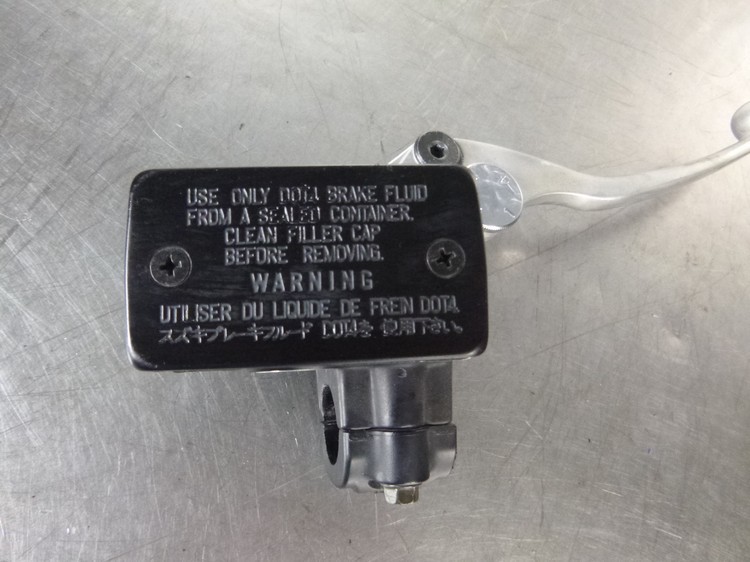 USE ONLY DOT4 BRAKE FLUID
FROM A SEALED CONTAINER.
CLEAN FILLER CAP
BEFORE REMOVING.
WARNING
UTILISER DU LIQUIDE DE FREIN DOT4.
スズキブレーキフルード DOT4を 使用下さい。